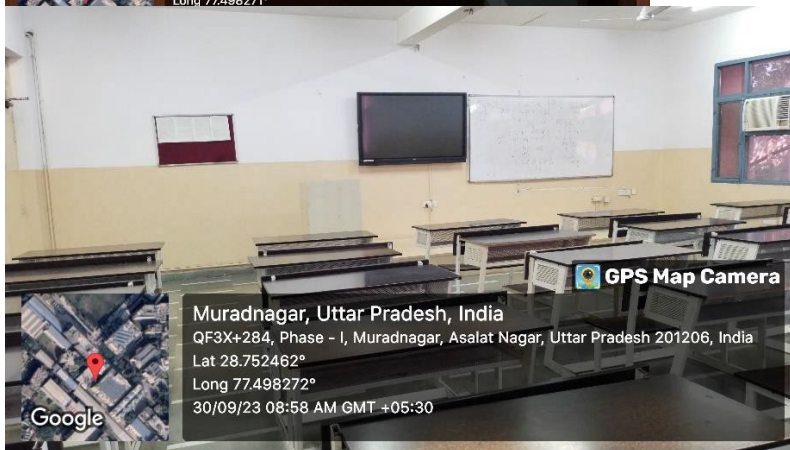 Long 77.498271°
GPS Map Camera
Muradnagar, Uttar Pradesh, India
QF3X+284, Phase - I, Muradnagar, Asalat Nagar, Uttar Pradesh 201206, India
Lat 28.752462°
Long 77.498272°
30/09/23 08:58 AM GMT +05:30
Google